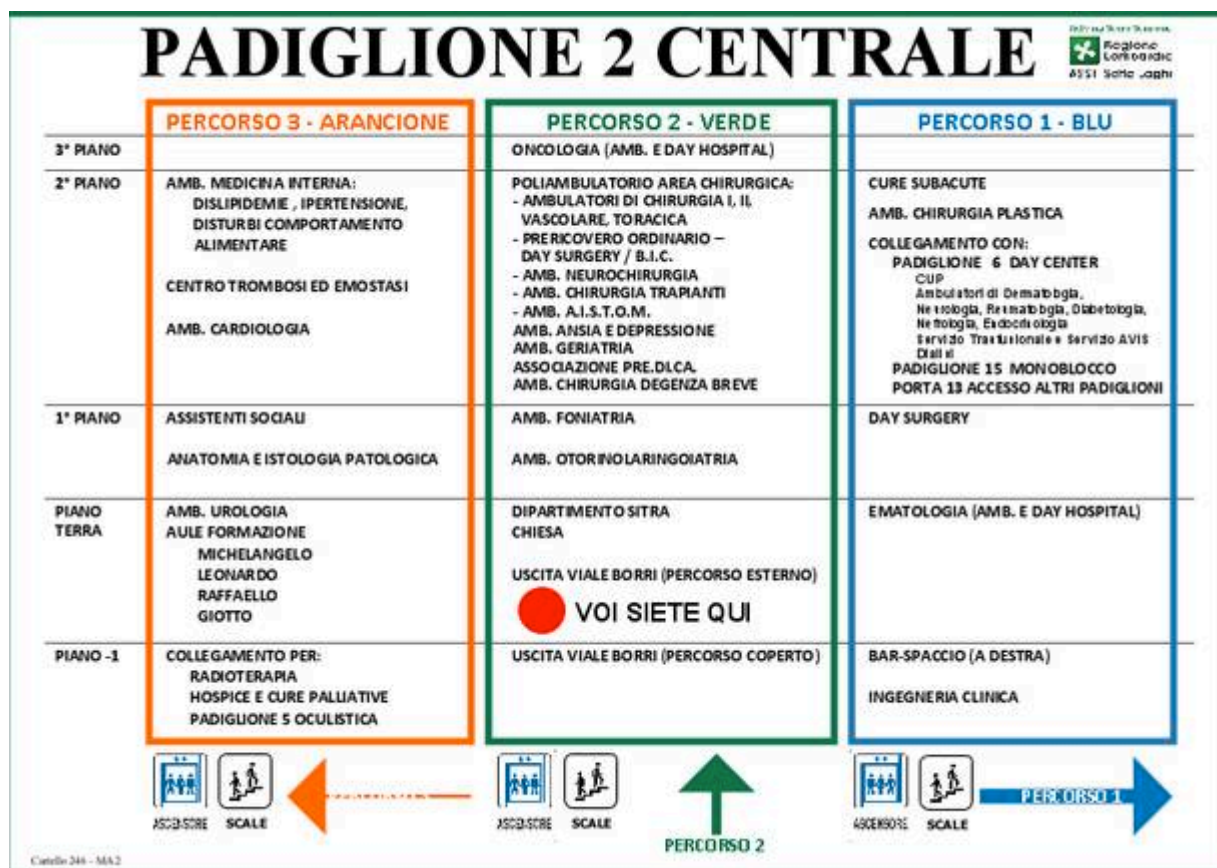 PADIGLIONE 2 CENTRALE
Regione
Lombardia
ASST Sette Laghi
PERCORSO 3 - ARANCIONE
PERCORSO 2 - VERDE
PERCORSO 1 - BLU
3° PIANO
ONCOLOGIA (AMB. E DAY HOSPITAL)
2° PIANO
AMB. MEDICINA INTERNA:
DISLIPIDEMIE , IPERTENSIONE,
DISTURBI COMPORTAMENTO
ALIMENTARE
CENTRO TROMBOSI ED EMOSTASI
AMB. CARDIOLOGIA
POLIAMBULATORIO AREA CHIRURGICA:
- AMBULATORI DI CHIRURGIA I, II,
VASCOLARE, TORACICA
- PRERICOVERO ORDINARIO –
DAY SURGERY / B.I.C.
- AMB. NEUROCHIRURGIA
- AMB. CHIRURGIA TRAPIANTI
- AMB. A.I.S.T.O.M.
AMB. ANSIA E DEPRESSIONE
AMB. GERIATRIA
ASSOCIAZIONE PRE.DI.CA.
AMB. CHIRURGIA DEGENZA BREVE
CURE SUBACUTE
AMB. CHIRURGIA PLASTICA
COLLEGAMENTO CON:
PADIGLIONE 6 DAY CENTER
CUP
Ambulatori di Dermatologia,
Reumatologia, Diabetologia,
Nefrologia, Endocrinologia
Servizio Trasfusionale e Servizio AVIS
Dialisi
PADIGLIONE 15 MONOBLOCCO
PORTA 13 ACCESSO ALTRI PADIGLIONI
1° PIANO
ASSISTENTI SOCIALI
ANATOMIA E ISTOLOGIA PATOLOGICA
AMB. FONIATRIA
AMB. OTORINOLARINGOIATRIA
DAY SURGERY
PIANO
TERRA
AMB. UROLOGIA
AULE FORMAZIONE
MICHELANGELO
LEONARDO
RAFFAELLO
GIOTTO
DIPARTIMENTO SITRA
CHIESA
USCITA VIALE BORRI (PERCORSO ESTERNO)
VOI SIETE QUI
EMATOLOGIA (AMB. E DAY HOSPITAL)
PIANO -1
COLLEGAMENTO PER:
RADIOTERAPIA
HOSPICE E CURE PALLIATIVE
PADIGLIONE 5 OCULISTICA
USCITA VIALE BORRI (PERCORSO COPERTO)
BAR-SPACCIO (A DESTRA)
INGEGNERIA CLINICA
ASCENSORE
SCALE
PERCORSO 3
ASCENSORE
SCALE
PERCORSO 2
ASCENSORE
SCALE
PERCORSO 1
Cartello 246 - MA2